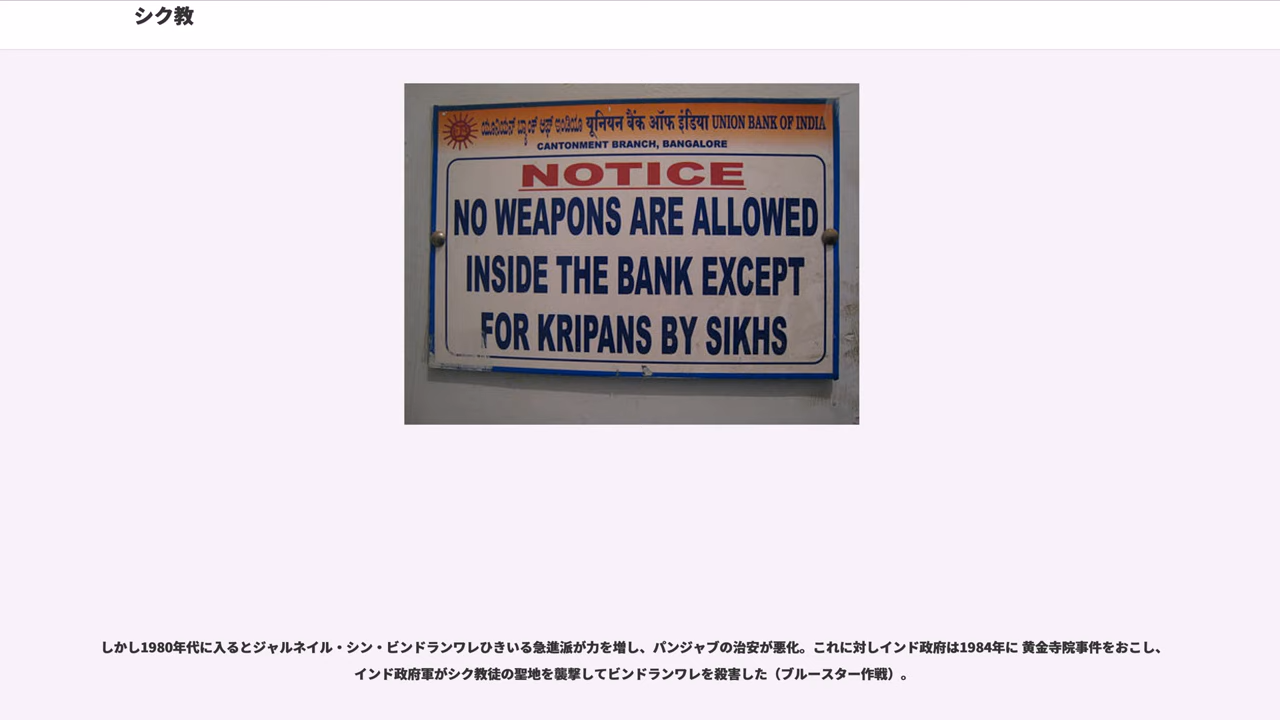 シク教
ಯೂನಿಯನ್ ಬ್ಯಾಂಕ್ ಆಫ್ ಇಂಡಿಯಾ यूनियन बैंक ऑफ इंडिया UNION BANK OF INDIA
CANTONMENT BRANCH, BANGALORE
NOTICE
NO WEAPONS ARE ALLOWED
INSIDE THE BANK EXCEPT
FOR KRIPANS BY SIKHS
しかし1980年代に入るとジャルネイル・シン・ビンドランワレひきいる急進派が力を増し、パンジャブの治安が悪化。これに対しインド政府は1984年に 黄金寺院事件をおこし、
インド政府軍がシク教徒の聖地を襲撃してビンドランワレを殺害した（ブルースター作戦）。